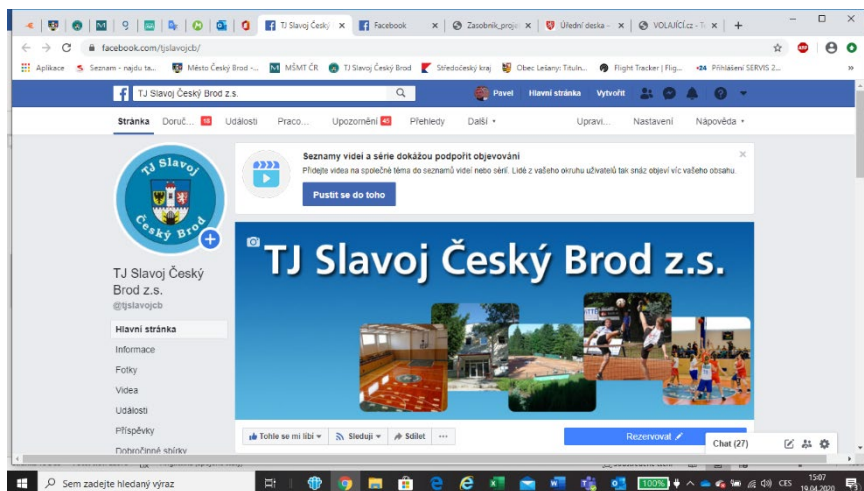 TJ Slavoj Český
Facebook
Zasobnik_proje
Úřední deska -
VOLAJÍCÍ.cz - T
facebook.com/tjslavojcb/
Aplikace
Seznam - najdu ta...
Město Český Brod -...
MŠMT ČR
TJ Slavoj Český Brod
Středočeský kraj
Obec Lešany: Tituln...
Flight Tracker | Flig...
Přihlášení SERVIS 2...
TJ Slavoj Český Brod z.s.
Pavel
Hlavní stránka
Vytvořit
Stránka
Doruč... 18
Události
Praco...
Upozornění 45
Přehledy
Další
Upravi...
Nastavení
Nápověda
TJ Slavoj
Český Brod
TJ Slavoj Český
Brod z.s.
@tjslavojcb
Hlavní stránka
Informace
Fotky
Videa
Události
Příspěvky
Dobročinné sbírky
Seznamy videí a série dokážou podpořit objevování
Přidejte videa na společné téma do seznamů videí nebo sérií. Lidé z vašeho okruhu uživatelů tak snáz objeví víc vašeho obsahu.
Pustit se do toho
TJ Slavoj Český Brod z.s.
Tohle se mi líbí
Sleduji
Sdílet
...
Rezervovat
Chat (27)
Sem zadejte hledaný výraz
100%
CES
15:07
19.04.2020